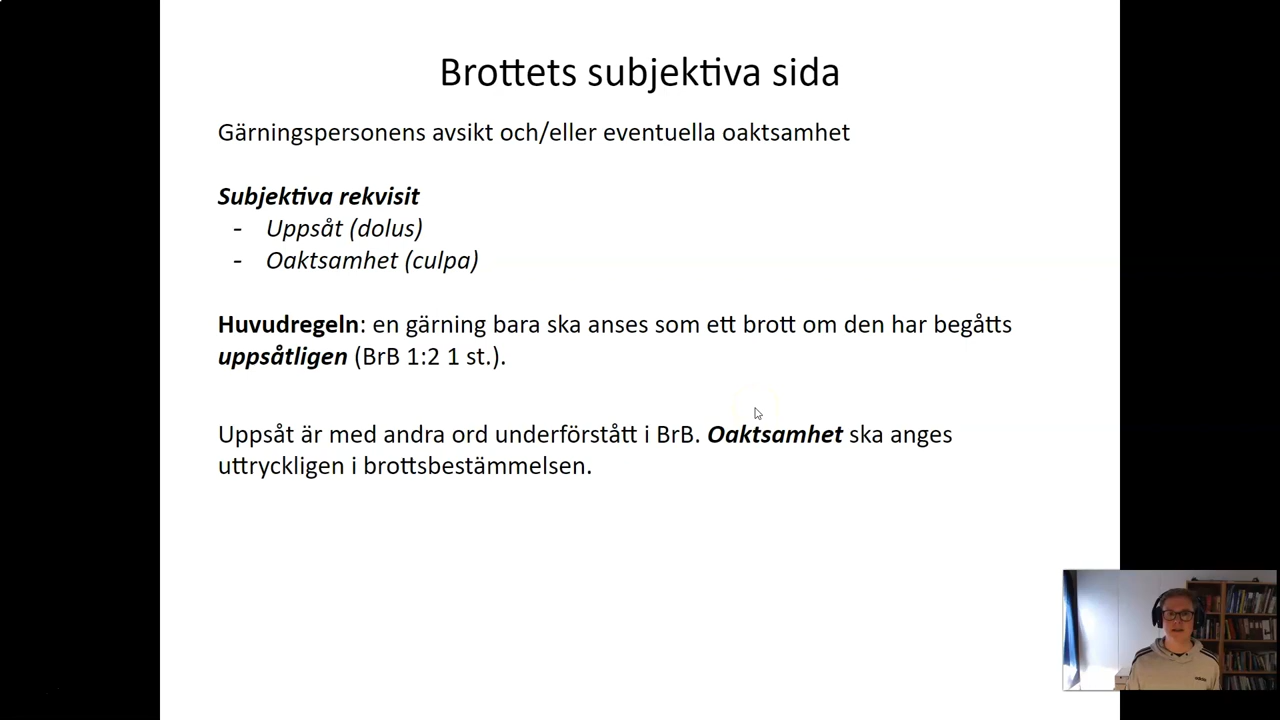 Brottets subjektiva sida
Gärningspersonens avsikt och/eller eventuella oaktsamhet
Subjektiva rekvisit
- Uppsåt (dolus)
- Oaktsamhet (culpa)
Huvudregeln: en gärning bara ska anses som ett brott om den har begåtts
uppsåtligen (BrB 1:2 1 st.).
Uppsåt är med andra ord underförstått i BrB. Oaktsamhet ska anges
uttryckligen i brottsbestämmelsen.